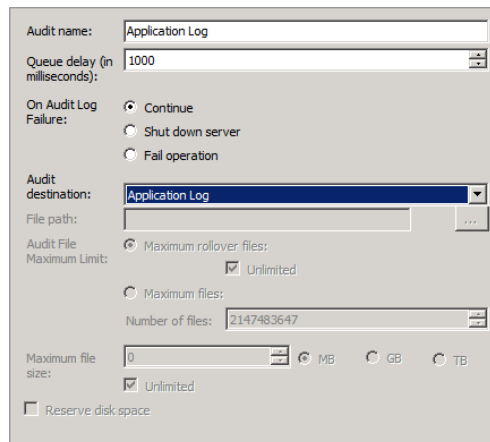 Audit name: Application Log
Queue delay (in milliseconds): 1000
On Audit Log Failure:
Continue
Shut down server
Fail operation
Audit destination: Application Log
File path: ...
Audit File Maximum Limit:
Maximum rollover files:
Unlimited
Maximum files:
Number of files: 2147483647
Maximum file size: 0 MB GB TB
Unlimited
Reserve disk space